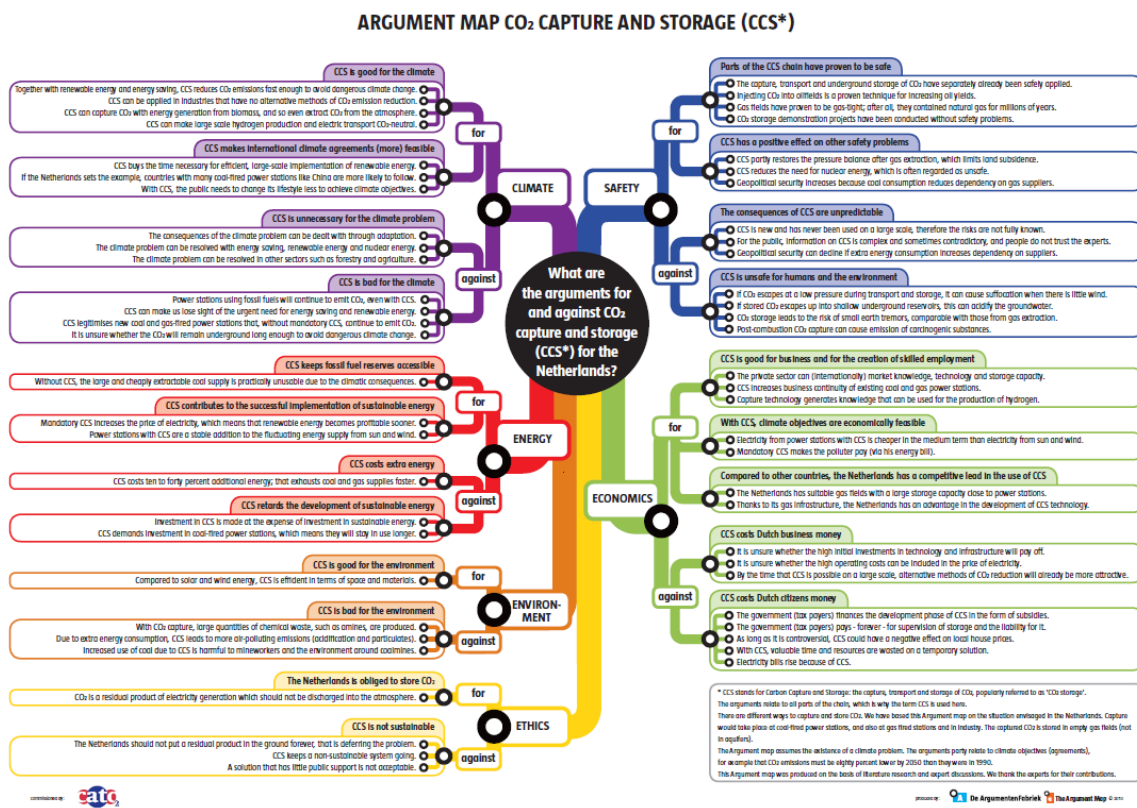 ARGUMENT MAP CO₂ CAPTURE AND STORAGE (CCS*)
What are
the arguments for
and against CO₂
capture and storage
(CCS*) for the
Netherlands?
CLIMATE
for
CCS is good for the climate
Together with renewable energy and energy saving, CCS reduces CO₂ emissions fast enough to avoid dangerous climate change.
CCS can be applied in industries that have no alternative methods of CO₂ emission reduction.
CCS can capture CO₂ with energy generation from biomass, and so even extract CO₂ from the atmosphere.
CCS can make large scale hydrogen production and electric transport CO₂-neutral.
CCS makes international climate agreements (more) feasible
CCS buys the time necessary for efficient, large-scale implementation of renewable energy.
If the Netherlands sets the example, countries with many coal-fired power stations like China are more likely to follow.
With CCS, the public needs to change its lifestyle less to achieve climate objectives.
against
CCS is unnecessary for the climate problem
The consequences of the climate problem can be dealt with through adaptation.
The climate problem can be resolved with energy saving, renewable energy and nuclear energy.
The climate problem can be resolved in other sectors such as forestry and agriculture.
CCS is bad for the climate
Power stations using fossil fuels will continue to emit CO₂, even with CCS.
CCS can make us lose sight of the urgent need for energy saving and renewable energy.
CCS legitimises new coal and gas-fired power stations that, without mandatory CCS, continue to emit CO₂.
It is unsure whether the CO₂ will remain underground long enough to avoid dangerous climate change.
ENERGY
for
CCS keeps fossil fuel reserves accessible
Without CCS, the large and cheaply extractable coal supply is practically unusable due to the climatic consequences.
CCS contributes to the successful implementation of sustainable energy
Mandatory CCS increases the price of electricity, which means that renewable energy becomes profitable sooner.
Power stations with CCS are a stable addition to the fluctuating energy supply from sun and wind.
against
CCS costs extra energy
CCS costs ten to forty percent additional energy; that exhausts coal and gas supplies faster.
CCS retards the development of sustainable energy
Investment in CCS is made at the expense of investment in sustainable energy.
CCS demands investment in coal-fired power stations, which means they will stay in use longer.
ENVIRON-
MENT
for
CCS is good for the environment
Compared to solar and wind energy, CCS is efficient in terms of space and materials.
against
CCS is bad for the environment
With CO₂ capture, large quantities of chemical waste, such as amines, are produced.
Due to extra energy consumption, CCS leads to more air-polluting emissions (acidification and particulates).
Increased use of coal due to CCS is harmful to mineworkers and the environment around coalmines.
ETHICS
for
The Netherlands is obliged to store CO₂
CO₂ is a residual product of electricity generation which should not be discharged into the atmosphere.
against
CCS is not sustainable
The Netherlands should not put a residual product in the ground forever, that is deferring the problem.
CCS keeps a non-sustainable system going.
A solution that has little public support is not acceptable.
SAFETY
for
Parts of the CCS chain have proven to be safe
The capture, transport and underground storage of CO₂ have separately already been safely applied.
Injecting CO₂ into oilfields is a proven technique for increasing oil yields.
Gas fields have proven to be gas-tight; after all, they contained natural gas for millions of years.
CO₂ storage demonstration projects have been conducted without safety problems.
CCS has a positive effect on other safety problems
CCS partly restores the pressure balance after gas extraction, which limits land subsidence.
CCS reduces the need for nuclear energy, which is often regarded as unsafe.
Geopolitical security increases because coal consumption reduces dependency on gas suppliers.
against
The consequences of CCS are unpredictable
CCS is new and has never been used on a large scale, therefore the risks are not fully known.
For the public, information on CCS is complex and sometimes contradictory, and people do not trust the experts.
Geopolitical security can decline if extra energy consumption increases dependency on suppliers.
CCS is unsafe for humans and the environment
If CO₂ escapes at a low pressure during transport and storage, it can cause suffocation when there is little wind.
If stored CO₂ escapes up into shallow underground reservoirs, this can acidify the groundwater.
CO₂ storage leads to the risk of small earth tremors, comparable with those from gas extraction.
Post-combustion CO₂ capture can cause emission of carcinogenic substances.
ECONOMICS
for
CCS is good for business and for the creation of skilled employment
The private sector can (internationally) market knowledge, technology and storage capacity.
CCS increases business continuity of existing coal and gas power stations.
Capture technology generates knowledge that can be used for the production of hydrogen.
With CCS, climate objectives are economically feasible
Electricity from power stations with CCS is cheaper in the medium term than electricity from sun and wind.
Mandatory CCS makes the polluter pay (via his energy bill).
Compared to other countries, the Netherlands has a competitive lead in the use of CCS
The Netherlands has suitable gas fields with a large storage capacity close to power stations.
Thanks to its gas infrastructure, the Netherlands has an advantage in the development of CCS technology.
against
CCS costs Dutch business money
It is unsure whether the high initial investments in technology and infrastructure will pay off.
It is unsure whether the high operating costs can be included in the price of electricity.
By the time that CCS is possible on a large scale, alternative methods of CO₂ reduction will already be more attractive.
CCS costs Dutch citizens money
The government (tax payers) finances the development phase of CCS in the form of subsidies.
The government (tax payers) pays - forever - for supervision of storage and the liability for it.
As long as it is controversial, CCS could have a negative effect on local house prices.
With CCS, valuable time and resources are wasted on a temporary solution.
Electricity bills rise because of CCS.
* CCS stands for Carbon Capture and Storage: the capture, transport and storage of CO₂, popularly referred to as 'CO₂ storage'.
The arguments relate to all parts of the chain, which is why the term CCS is used here.
There are different ways to capture and store CO₂. We have based this Argument map on the situation envisaged in the Netherlands. Capture
would take place at coal-fired power stations, and also at gas fired stations and in industry. The captured CO₂ is stored in empty gas fields (not
in aquifers).
The Argument map assumes the existence of a climate problem. The arguments party relate to climate objectives (agreements),
for example that CO₂ emissions must be eighty percent lower by 2050 than they were in 1990.
This Argument map was produced on the basis of literature research and expert discussions. We thank the experts for their contributions.
commissioned by: cato₂
produced by: De ArgumentenFabriek The Argument Map © 2010